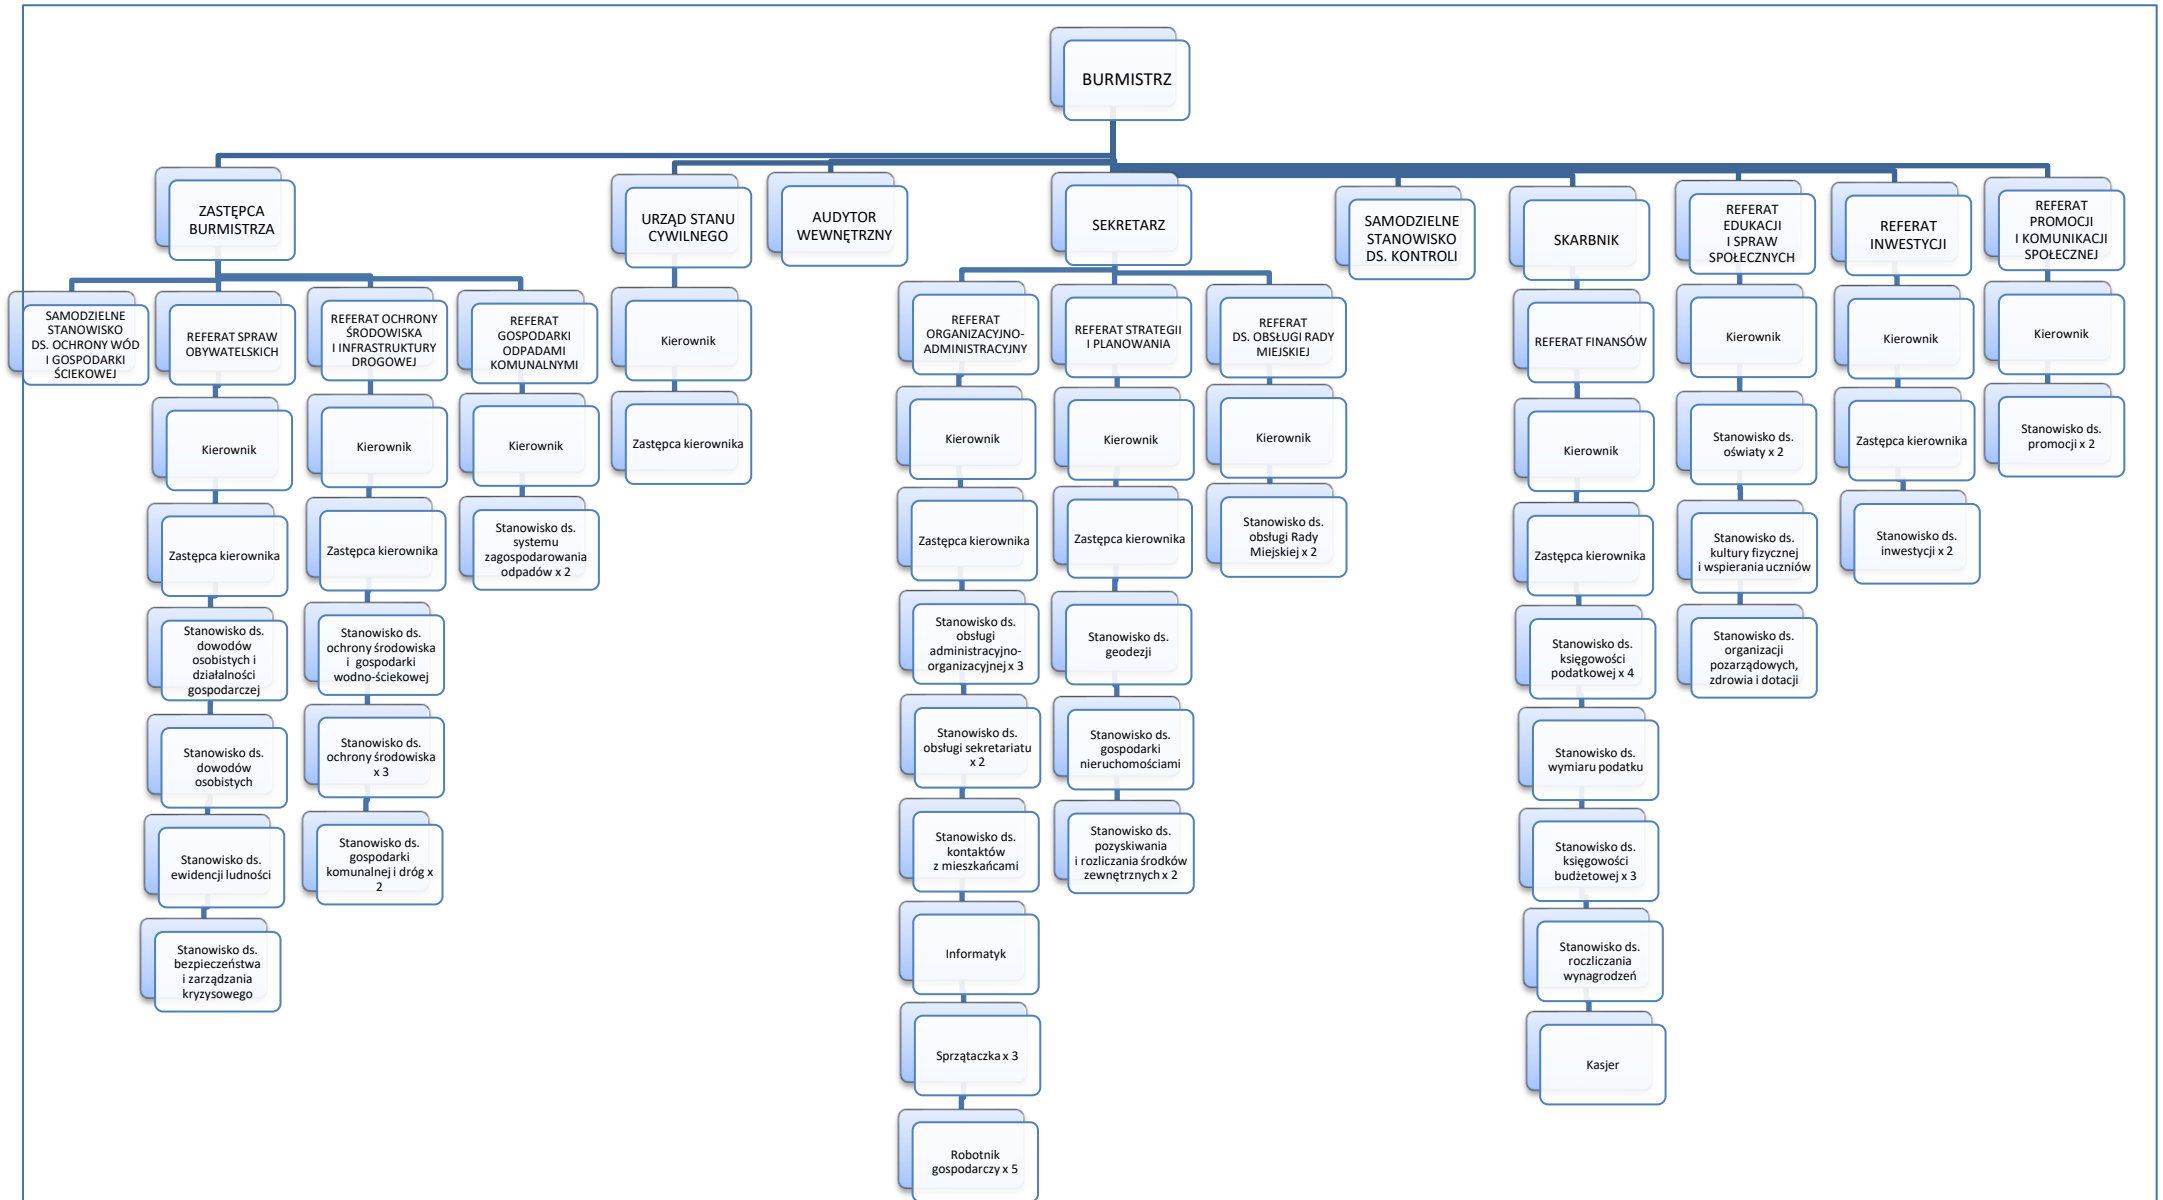 BURMISTRZ
ZASTĘPCA
BURMISTRZA
URZĄD STANU
CYWILNEGO
AUDYTOR
WEWNĘTRZNY
SEKRETARZ
SAMODZIELNE
STANOWISKO
DS. KONTROLI
SKARBNIK
REFERAT
EDUKACJI
I SPRAW
SPOŁECZNYCH
REFERAT
INWESTYCJI
REFERAT
PROMOCJI
I KOMUNIKACJI
SPOŁECZNEJ
SAMODZIELNE
STANOWISKO
DS. OCHRONY WÓD
I GOSPODARKI
ŚCIEKOWEJ
REFERAT SPRAW
OBYWATELSKICH
Kierownik
Zastępca kierownika
Stanowisko ds.
dowodów
osobistych i
działalności
gospodarczej
Stanowisko ds.
dowodów
osobistych
Stanowisko ds.
ewidencji ludności
Stanowisko ds.
bezpieczeństwa
i zarządzania
kryzysowego
REFERAT OCHRONY
ŚRODOWISKA
I INFRASTRUKTURY
DROGOWEJ
Kierownik
Zastępca kierownika
Stanowisko ds.
ochrony środowiska
i gospodarki
wodno-ściekowej
Stanowisko ds.
ochrony środowiska
x 3
Stanowisko ds.
gospodarki
komunalnej i dróg x
2
REFERAT
GOSPODARKI
ODPADAMI
KOMUNALNYMI
Kierownik
Stanowisko ds.
systemu
zagospodarowania
odpadów x 2
Kierownik
Zastępca kierownika
REFERAT
ORGANIZACYJNO-
ADMINISTRACYJNY
Kierownik
Zastępca kierownika
Stanowisko ds.
obsługi
administracyjno-
organizacyjnej x 3
Stanowisko ds.
obsługi sekretariatu
x 2
Stanowisko ds.
kontaktów
z mieszkańcami
Informatyk
Sprzątaczka x 3
Robotnik
gospodarczy x 5
REFERAT STRATEGII
I PLANOWANIA
Kierownik
Zastępca kierownika
Stanowisko ds.
geodezji
Stanowisko ds.
gospodarki
nieruchomościami
Stanowisko ds.
pozyskiwania
i rozliczania środków
zewnętrznych x 2
REFERAT
DS. OBSŁUGI RADY
MIEJSKIEJ
Kierownik
Stanowisko ds.
obsługi Rady
Miejskiej x 2
REFERAT FINANSÓW
Kierownik
Zastępca kierownika
Stanowisko ds.
księgowości
podatkowej x 4
Stanowisko ds.
wymiaru podatku
Stanowisko ds.
księgowości
budżetowej x 3
Stanowisko ds.
roczliczania
wynagrodzeń
Kasjer
Kierownik
Stanowisko ds.
oświaty x 2
Stanowisko ds.
kultury fizycznej
i wspierania uczniów
Stanowisko ds.
organizacji
pozarządowych,
zdrowia i dotacji
Kierownik
Zastępca kierownika
Stanowisko ds.
inwestycji x 2
Kierownik
Stanowisko ds.
promocji x 2